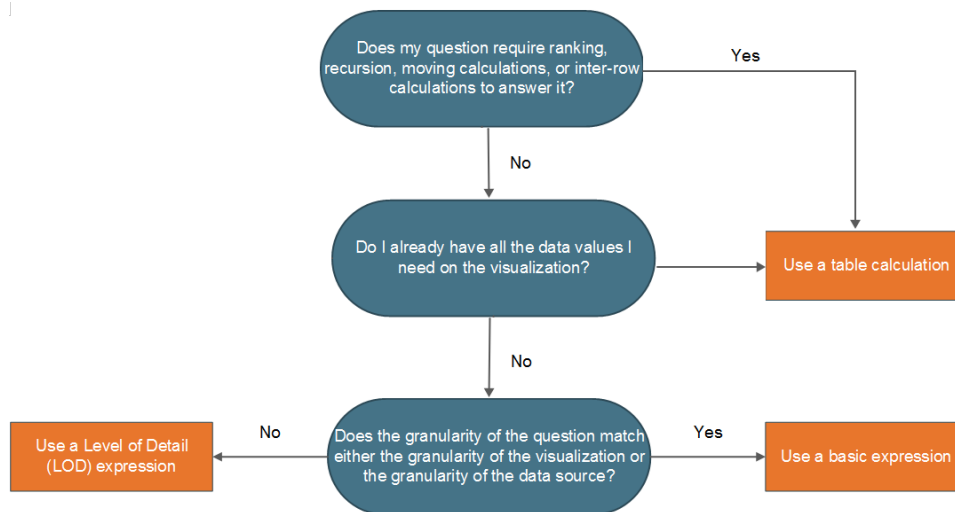 Does my question require ranking,
recursion, moving calculations, or inter-row
calculations to answer it?
Yes
No
Do I already have all the data values I
need on the visualization?
Use a table calculation
No
Does the granularity of the question match
either the granularity of the visualization or
the granularity of the data source?
No
Use a Level of Detail
(LOD) expression
Yes
Use a basic expression